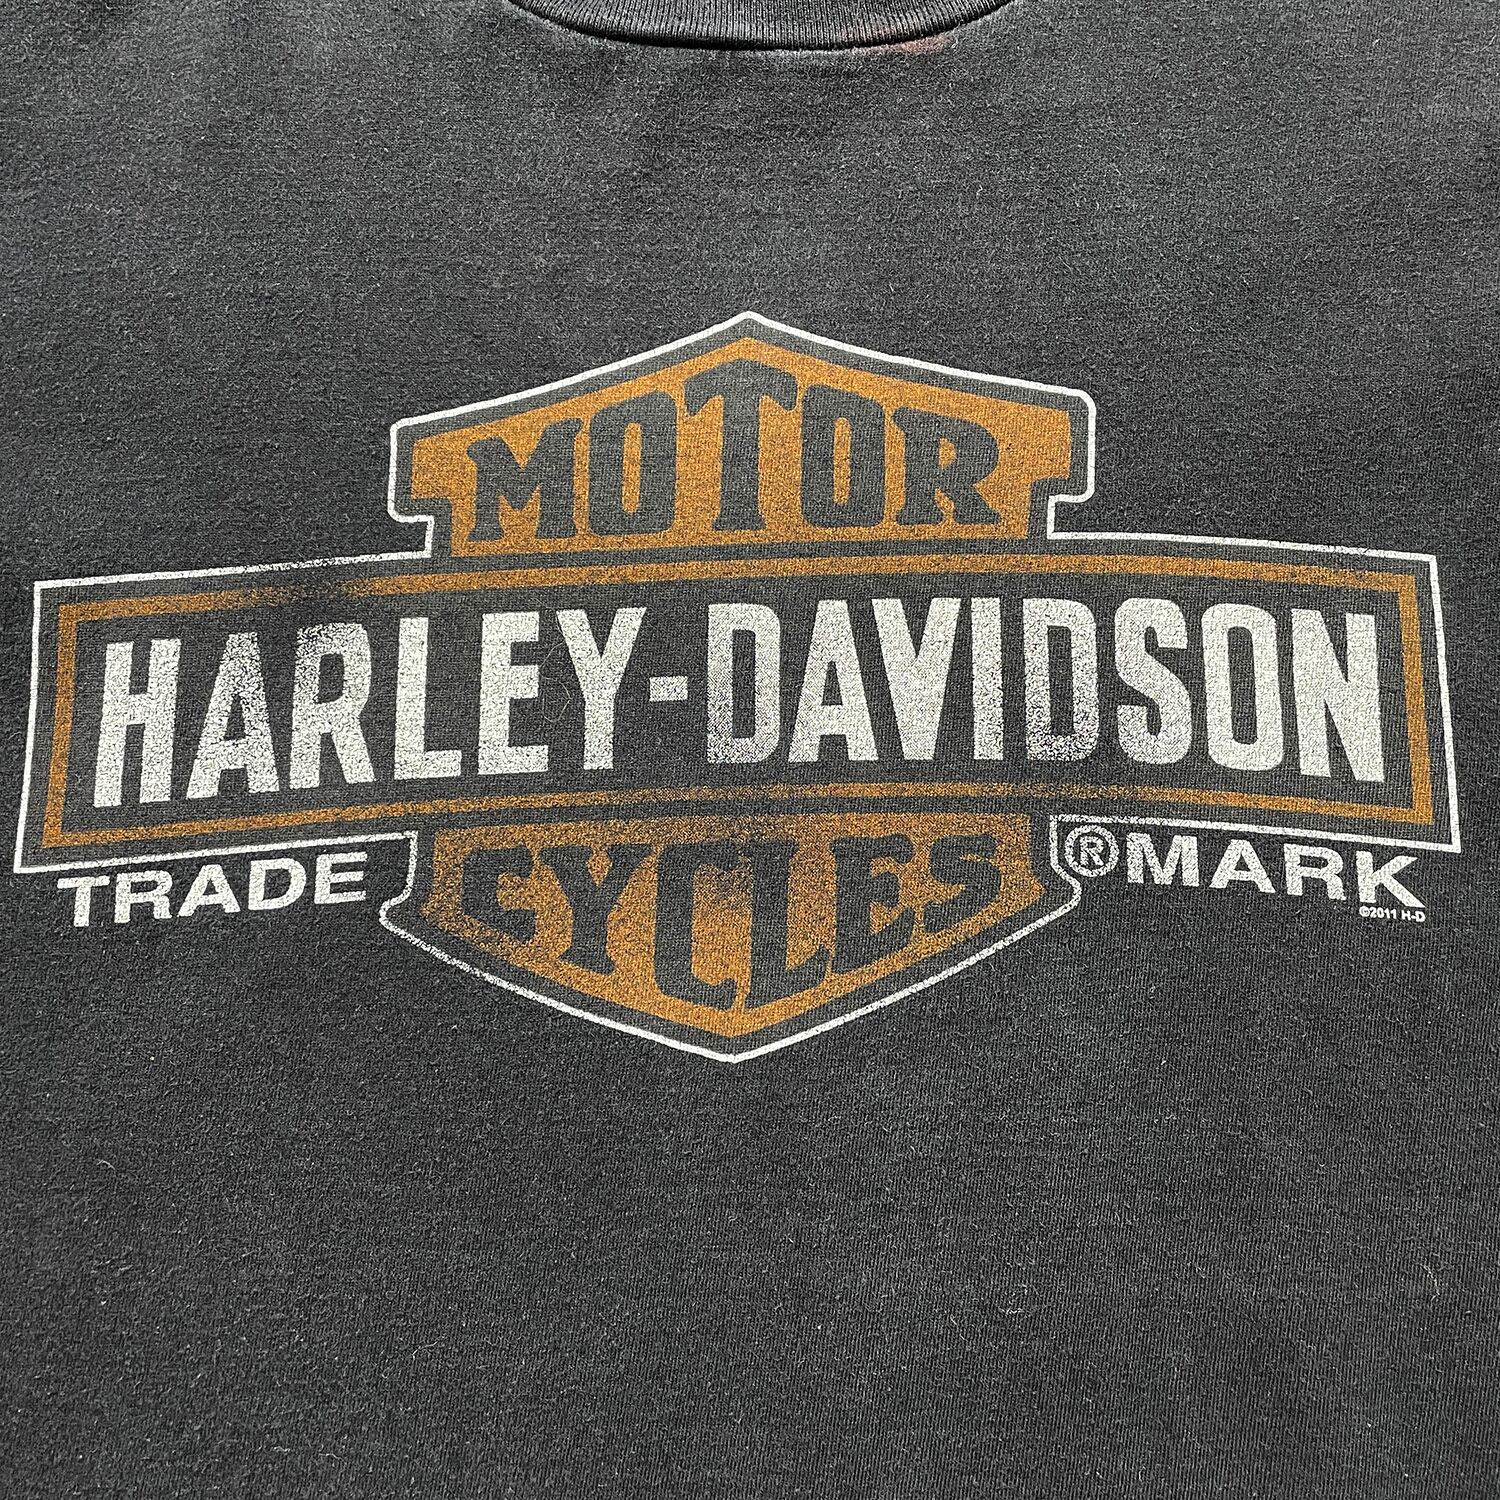 MOTOR
HARLEY-DAVIDSON
TRADE ® MARK
©2011 H-D
CYCLES